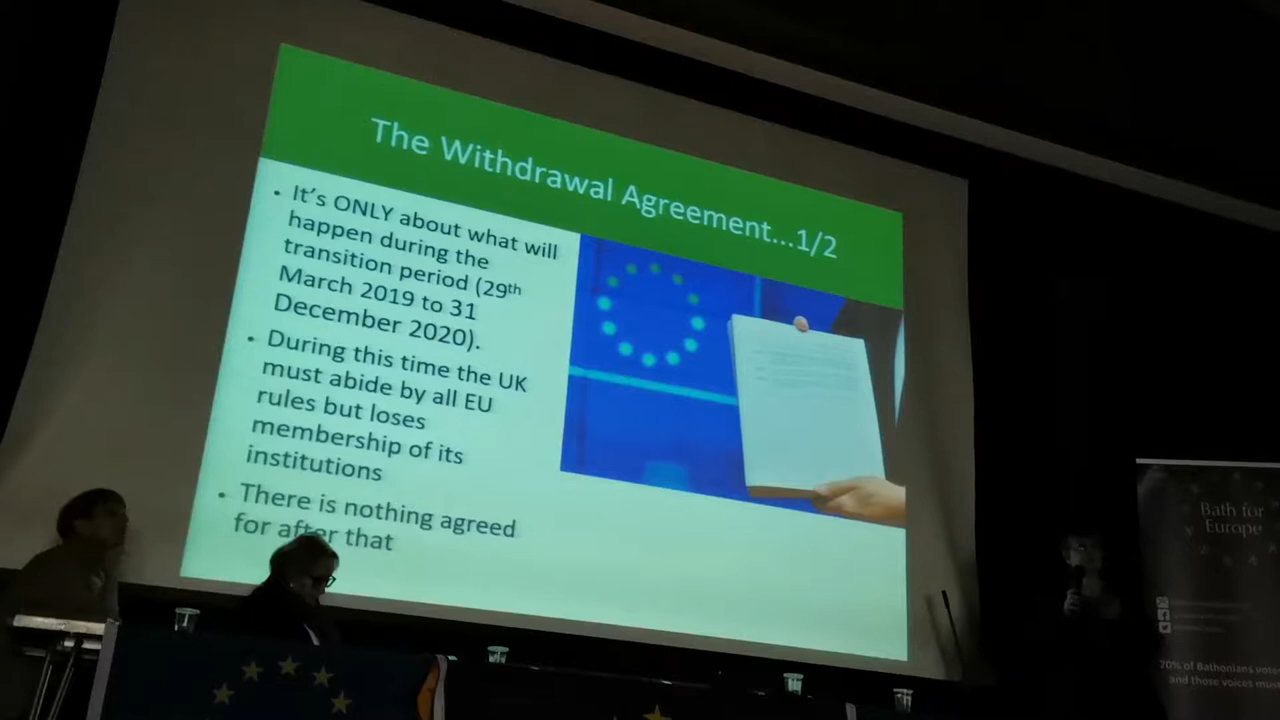 The Withdrawal Agreement...1/2
• It's ONLY about what will
happen during the
transition period (29th
March 2019 to 31
December 2020).
• During this time the UK
must abide by all EU
rules but loses
membership of its
institutions
• There is nothing agreed
for after that
Bath for
Europe
70% of Bathonians
and those voices